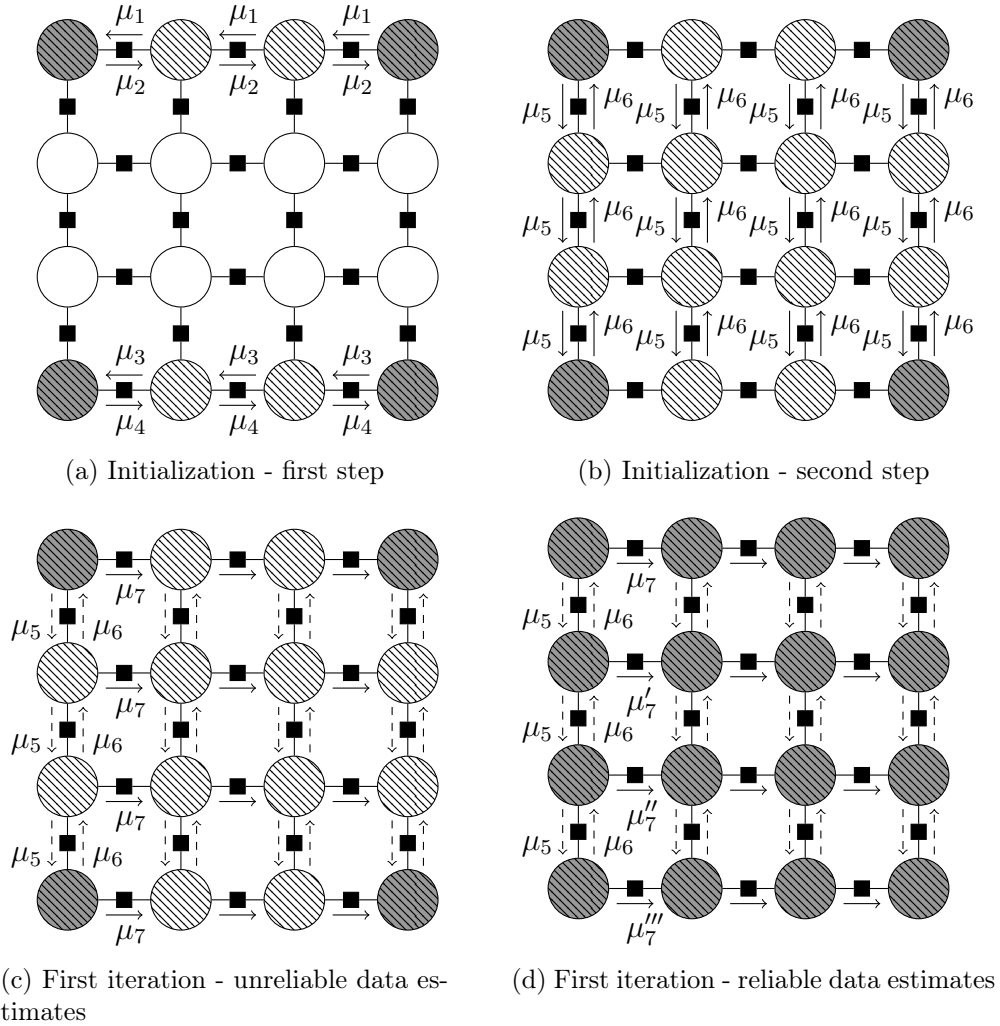 μ₁ μ₁ μ₁
μ₂ μ₂ μ₂
μ₃ μ₃ μ₃
μ₄ μ₄ μ₄
(a) Initialization - first step
μ₅ μ₆ μ₅ μ₆ μ₅ μ₆ μ₅ μ₆
μ₅ μ₆ μ₅ μ₆ μ₅ μ₆ μ₅ μ₆
μ₅ μ₆ μ₅ μ₆ μ₅ μ₆ μ₅ μ₆
(b) Initialization - second step
μ₇
μ₅ μ₆
μ₇
μ₅ μ₆
μ₇
μ₅ μ₆
μ₇
(c) First iteration - unreliable data es-
timates
μ₇
μ₅ μ₆
μ₇′
μ₅ μ₆
μ₇″
μ₅ μ₆
μ₇‴
(d) First iteration - reliable data estimates